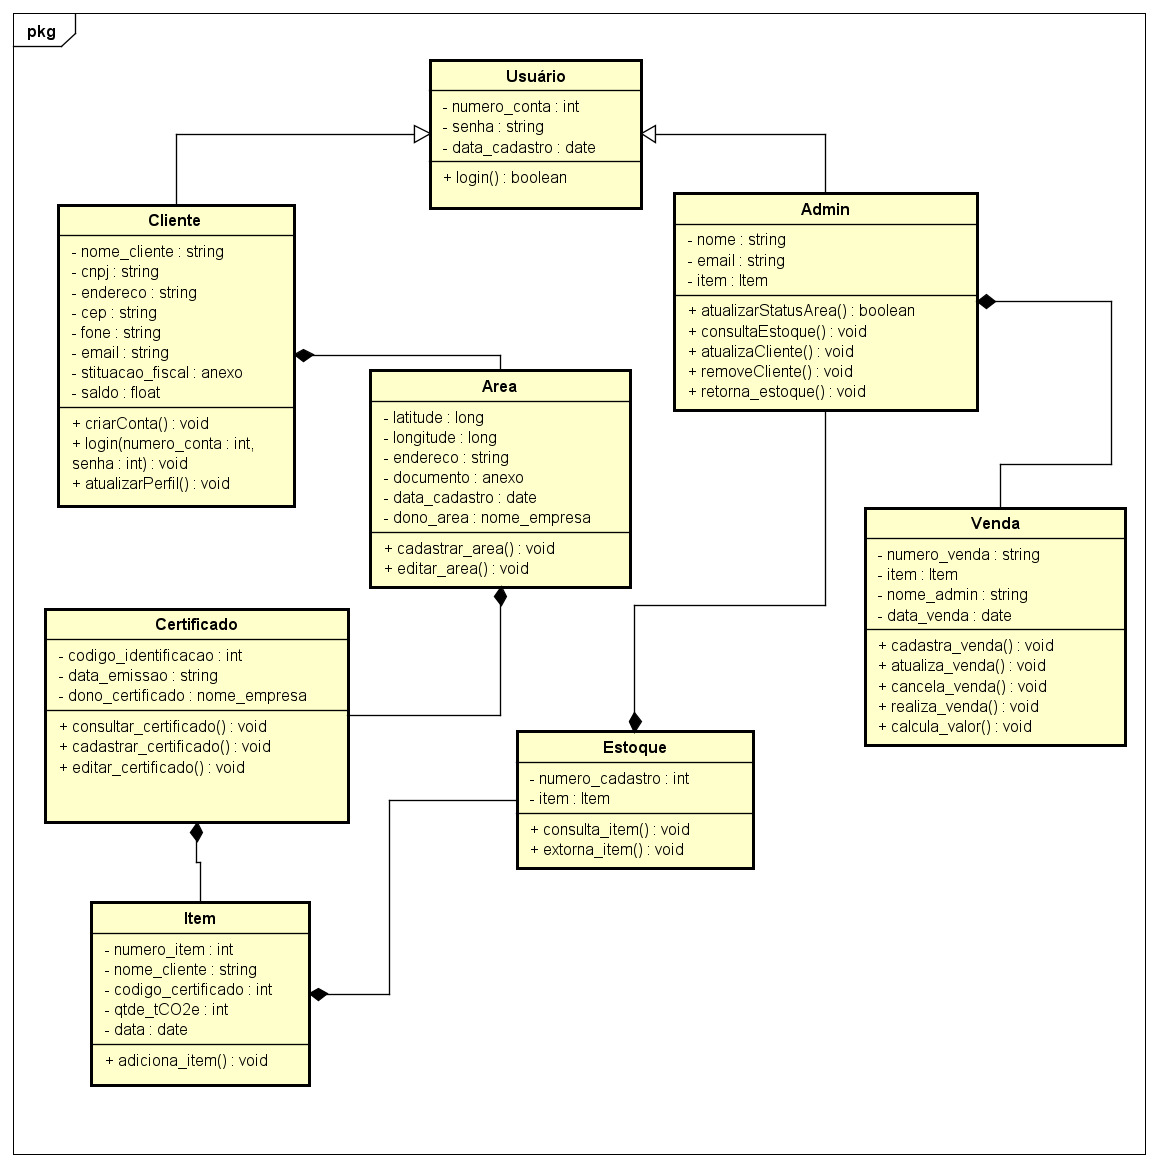 pkg
Usuário
- numero_conta : int
- senha : string
- data_cadastro : date
+ login() : boolean
Cliente
- nome_cliente : string
- cnpj : string
- endereco : string
- cep : string
- fone : string
- email : string
- stituacao_fiscal : anexo
- saldo : float
+ criarConta() : void
+ login(numero_conta : int,
senha : int) : void
+ atualizarPerfil() : void
Admin
- nome : string
- email : string
- item : Item
+ atualizarStatusArea() : boolean
+ consultaEstoque() : void
+ atualizaCliente() : void
+ removeCliente() : void
+ retorna_estoque() : void
Area
- latitude : long
- longitude : long
- endereco : string
- documento : anexo
- data_cadastro : date
- dono_area : nome_empresa
+ cadastrar_area() : void
+ editar_area() : void
Venda
- numero_venda : string
- item : Item
- nome_admin : string
- data_venda : date
+ cadastra_venda() : void
+ atualiza_venda() : void
+ cancela_venda() : void
+ realiza_venda() : void
+ calcula_valor() : void
Certificado
- codigo_identificacao : int
- data_emissao : string
- dono_certificado : nome_empresa
+ consultar_certificado() : void
+ cadastrar_certificado() : void
+ editar_certificado() : void
Estoque
- numero_cadastro : int
- item : Item
+ consulta_item() : void
+ extorna_item() : void
Item
- numero_item : int
- nome_cliente : string
- codigo_certificado : int
- qtde_tCO2e : int
- data : date
+ adiciona_item() : void